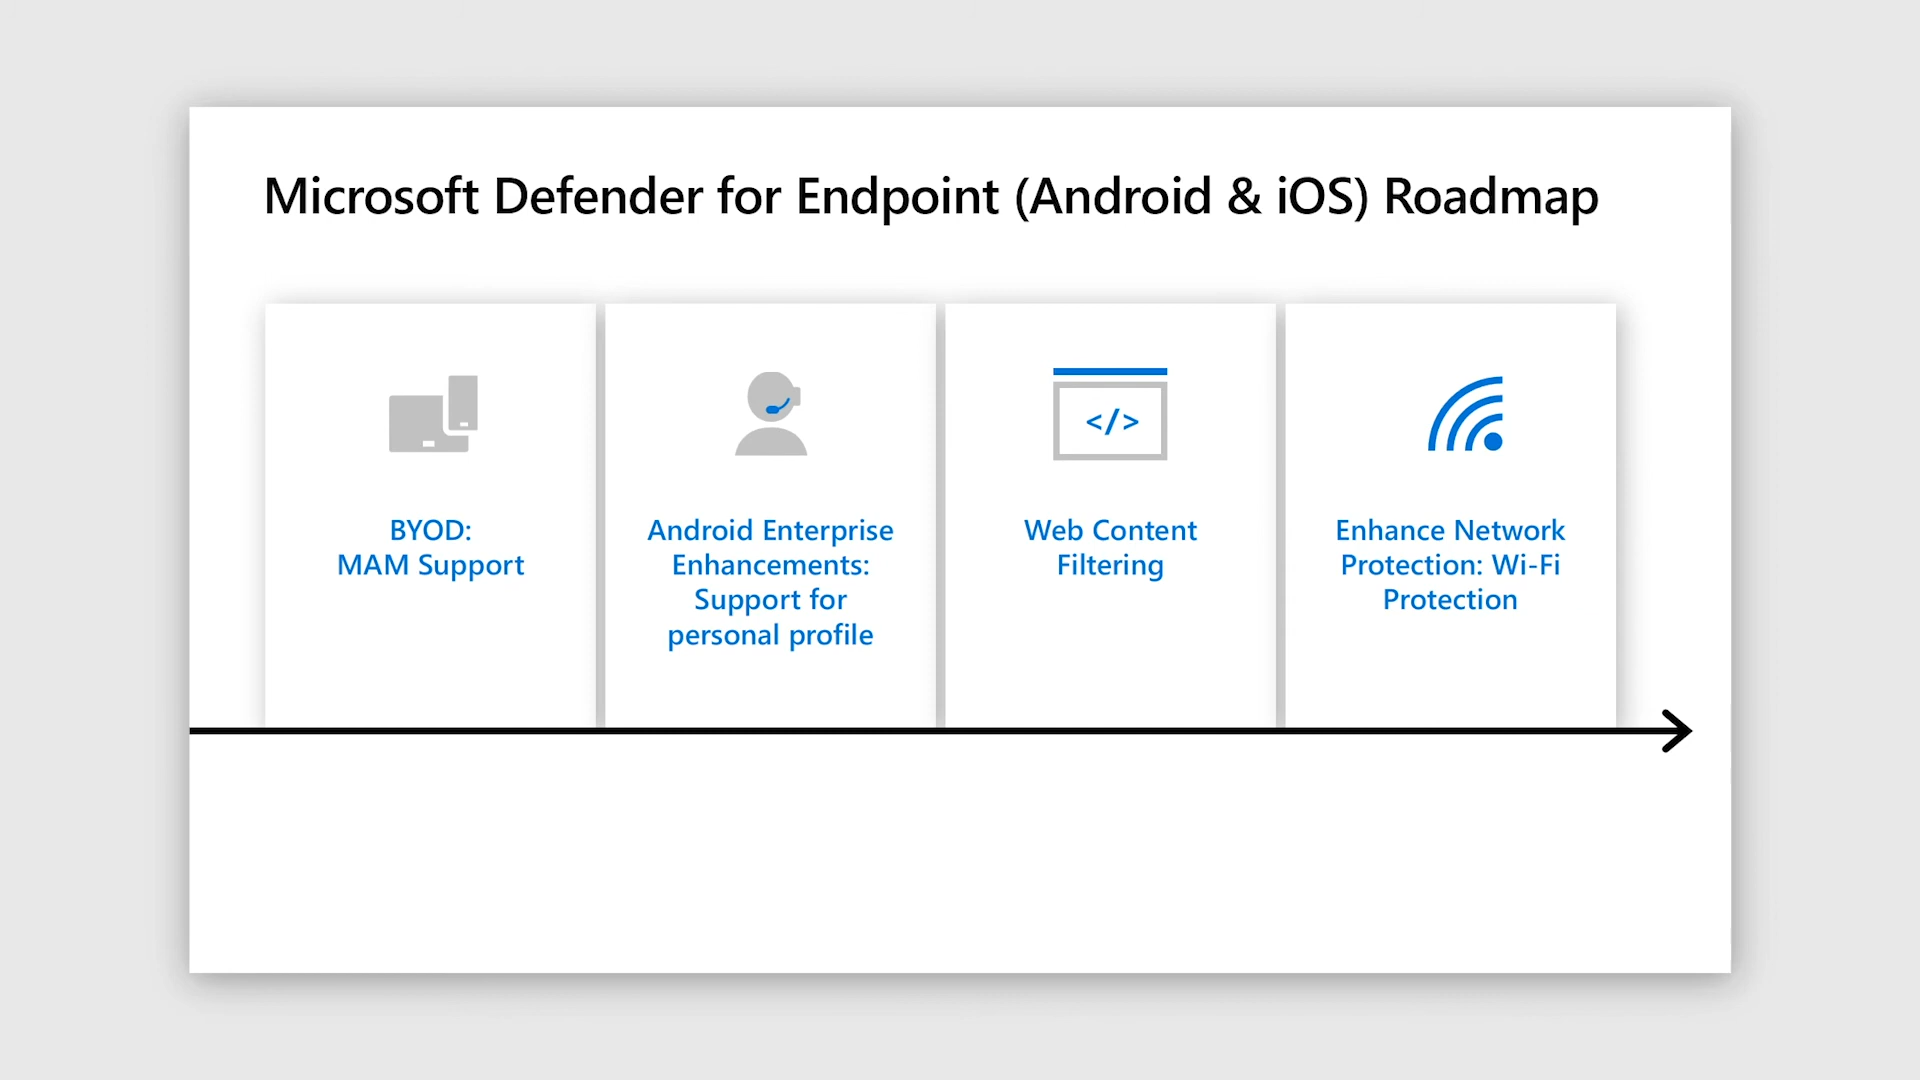 Microsoft Defender for Endpoint (Android & iOS) Roadmap
BYOD:
MAM Support
Android Enterprise
Enhancements:
Support for
personal profile
</>
Web Content
Filtering
Enhance Network
Protection: Wi-Fi
Protection